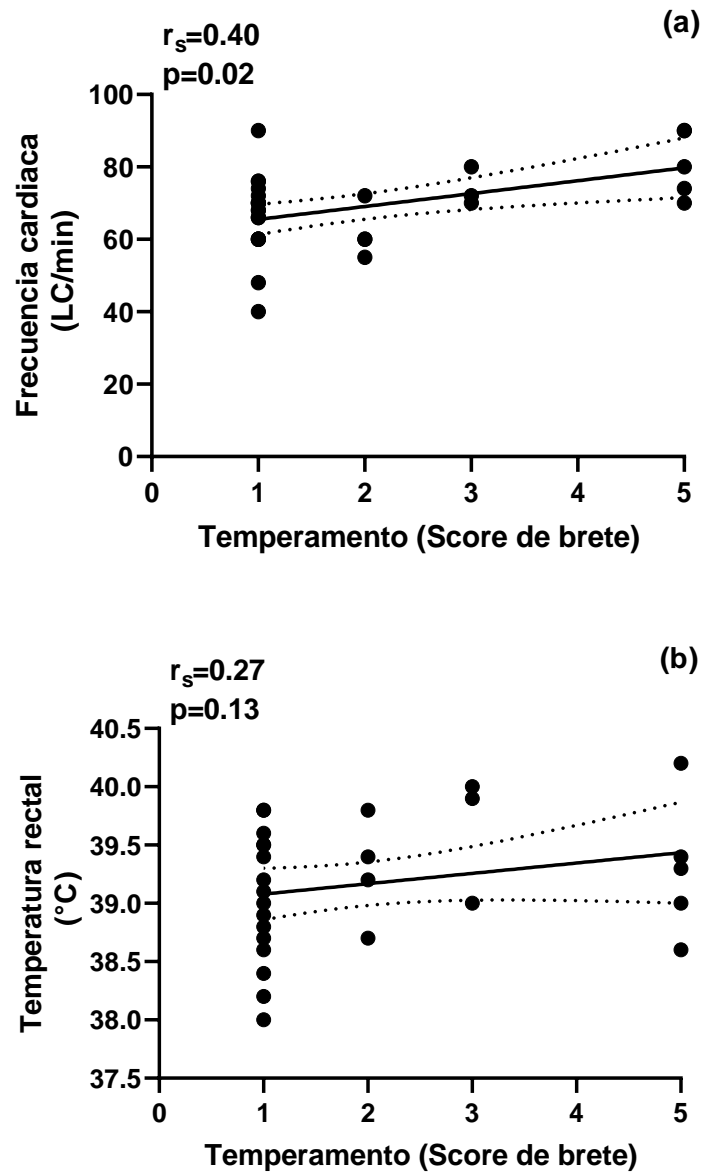 (a)
rs=0.40
p=0.02
100
80
60
40
20
0
Frecuencia cardiaca
(LC/min)
0 1 2 3 4 5
Temperamento (Score de brete)
(b)
rs=0.27
p=0.13
40.5
40.0
39.5
39.0
38.5
38.0
37.5
Temperatura rectal
(°C)
0 1 2 3 4 5
Temperamento (Score de brete)